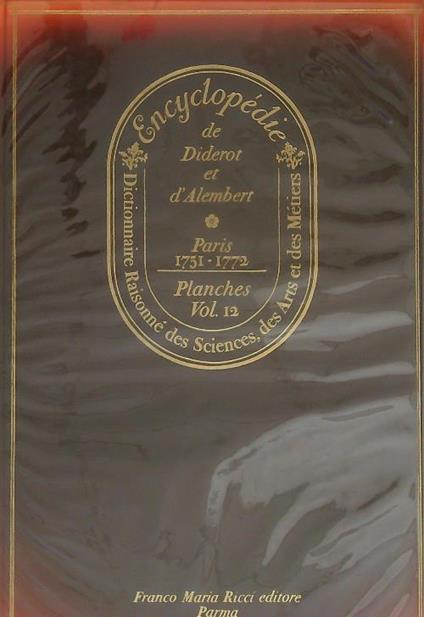 Encyclopédie
de
Diderot
et
d'Alembert
Paris
1751-1772
Planches
Vol. 12
Dictionnaire Raisonné des Sciences, des Arts et des Métiers
Franco Maria Ricci editore
Parma